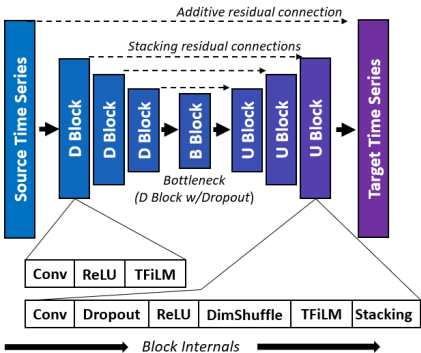 Additive residual connection
Stacking residual connections
Source Time Series
D Block
D Block
D Block
B Block
U Block
U Block
U Block
Target Time Series
Bottleneck
(D Block w/Dropout)
Conv ReLU TFiLM
Conv Dropout ReLU DimShuffle TFiLM Stacking
Block Internals